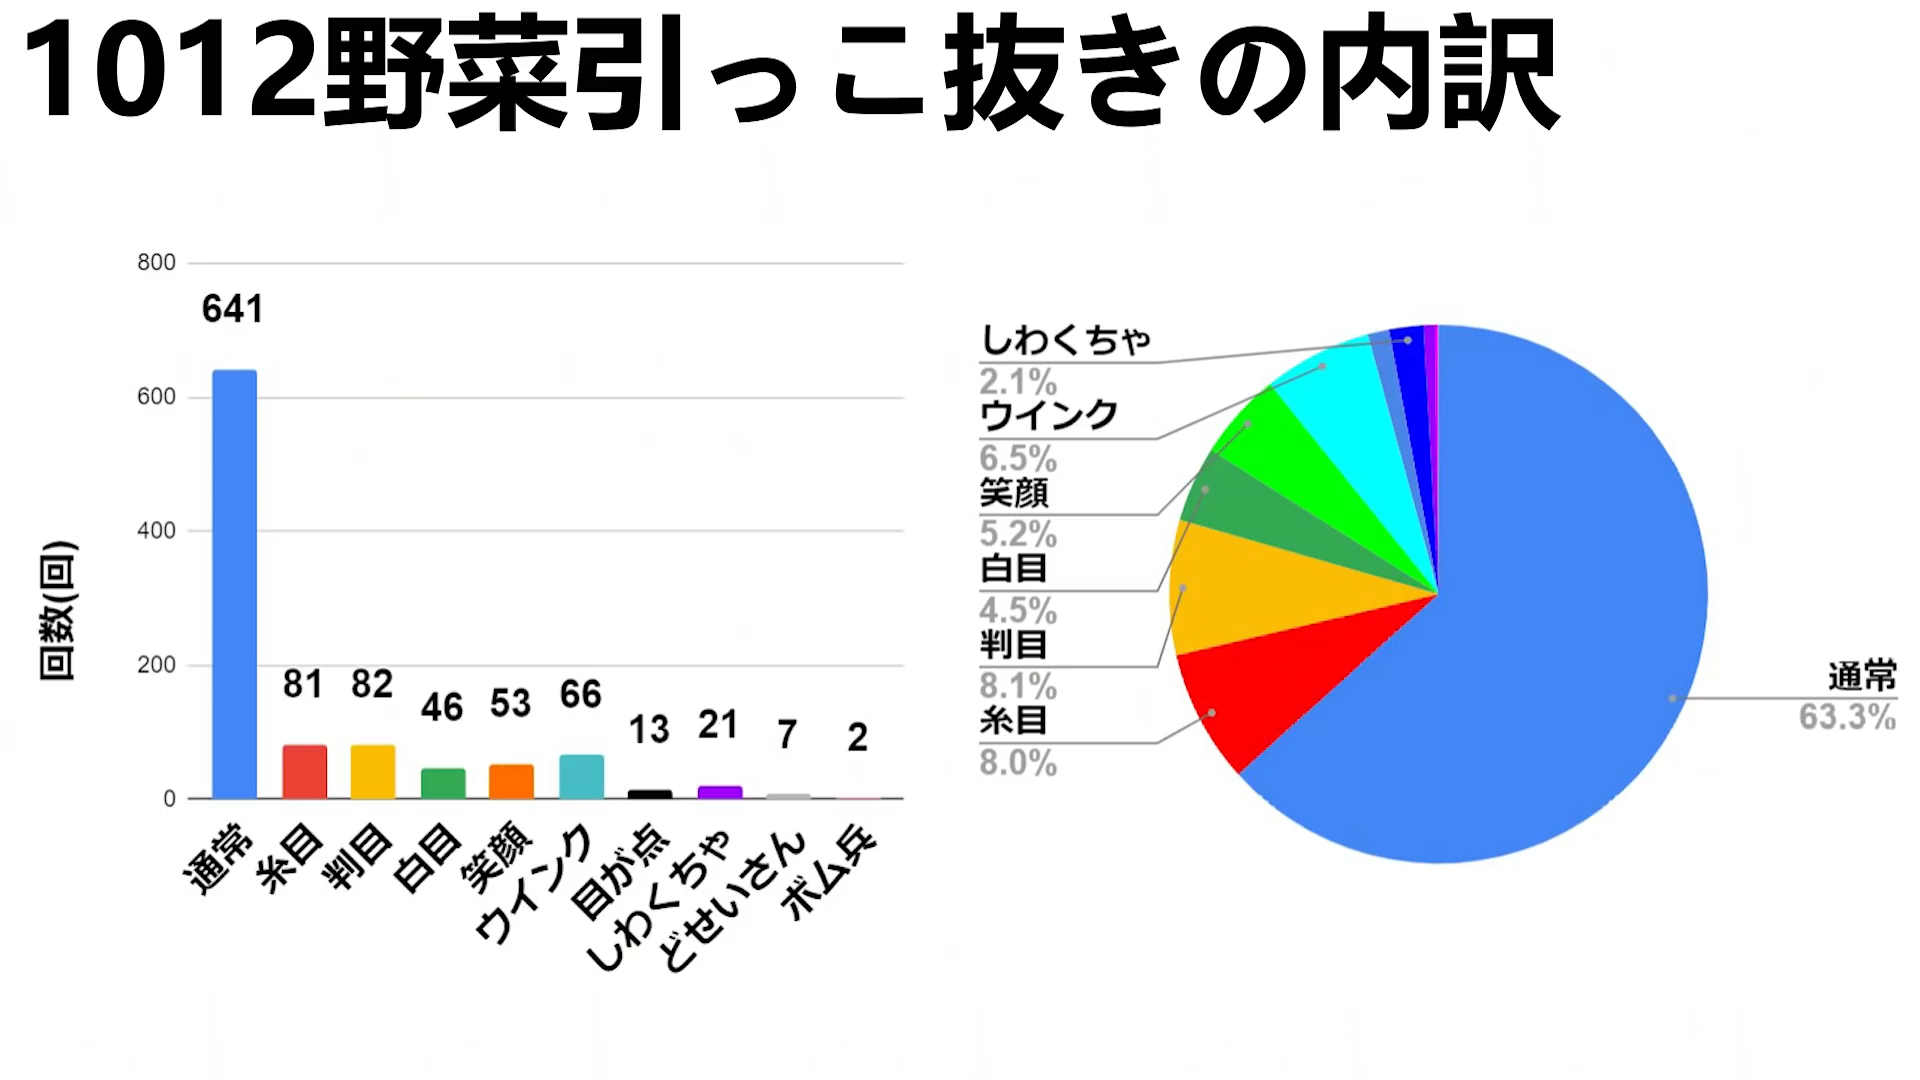 1012野菜引っこ抜きの内訳
回数(回)
800
600
400
200
0
641
81
82
46
53
66
13
21
7
2
通常
糸目
判目
白目
笑顔
ウインク
目が点
しわくちゃ
どせいさん
ボム兵
しわくちゃ
2.1%
ウインク
6.5%
笑顔
5.2%
白目
4.5%
判目
8.1%
糸目
8.0%
通常
63.3%